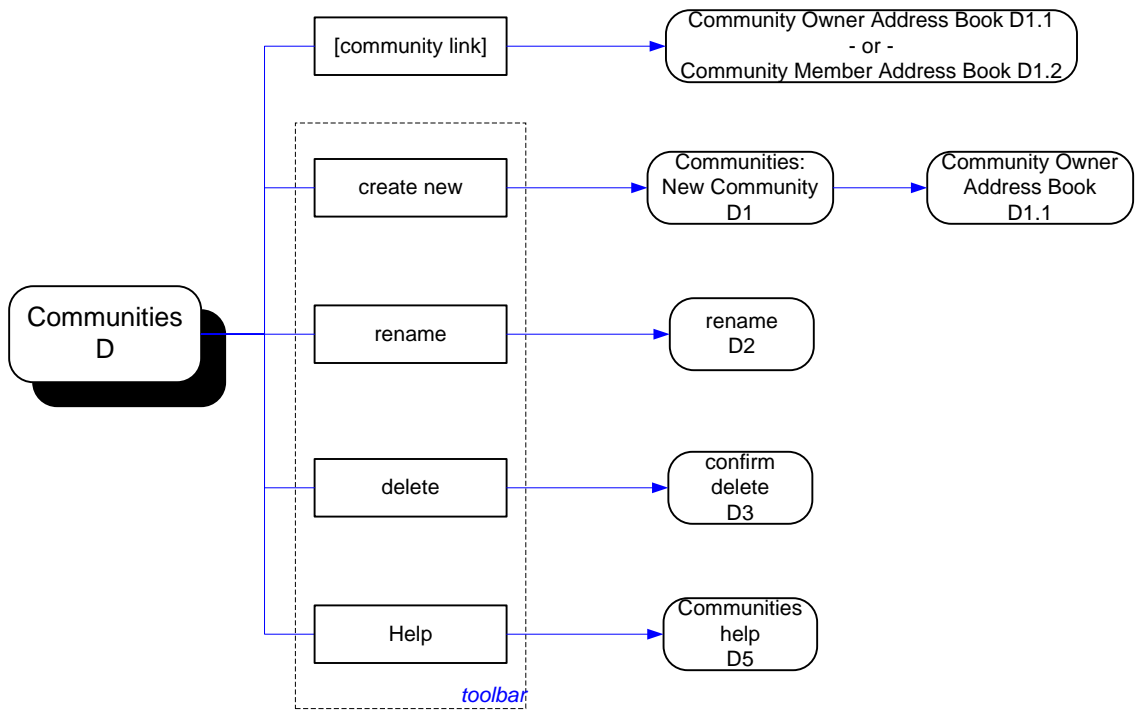 [community link]
Community Owner Address Book D1.1
- or -
Community Member Address Book D1.2
create new
Communities:
New Community
D1
Community Owner
Address Book
D1.1
Communities
D
rename
rename
D2
delete
confirm
delete
D3
Help
Communities
help
D5
toolbar